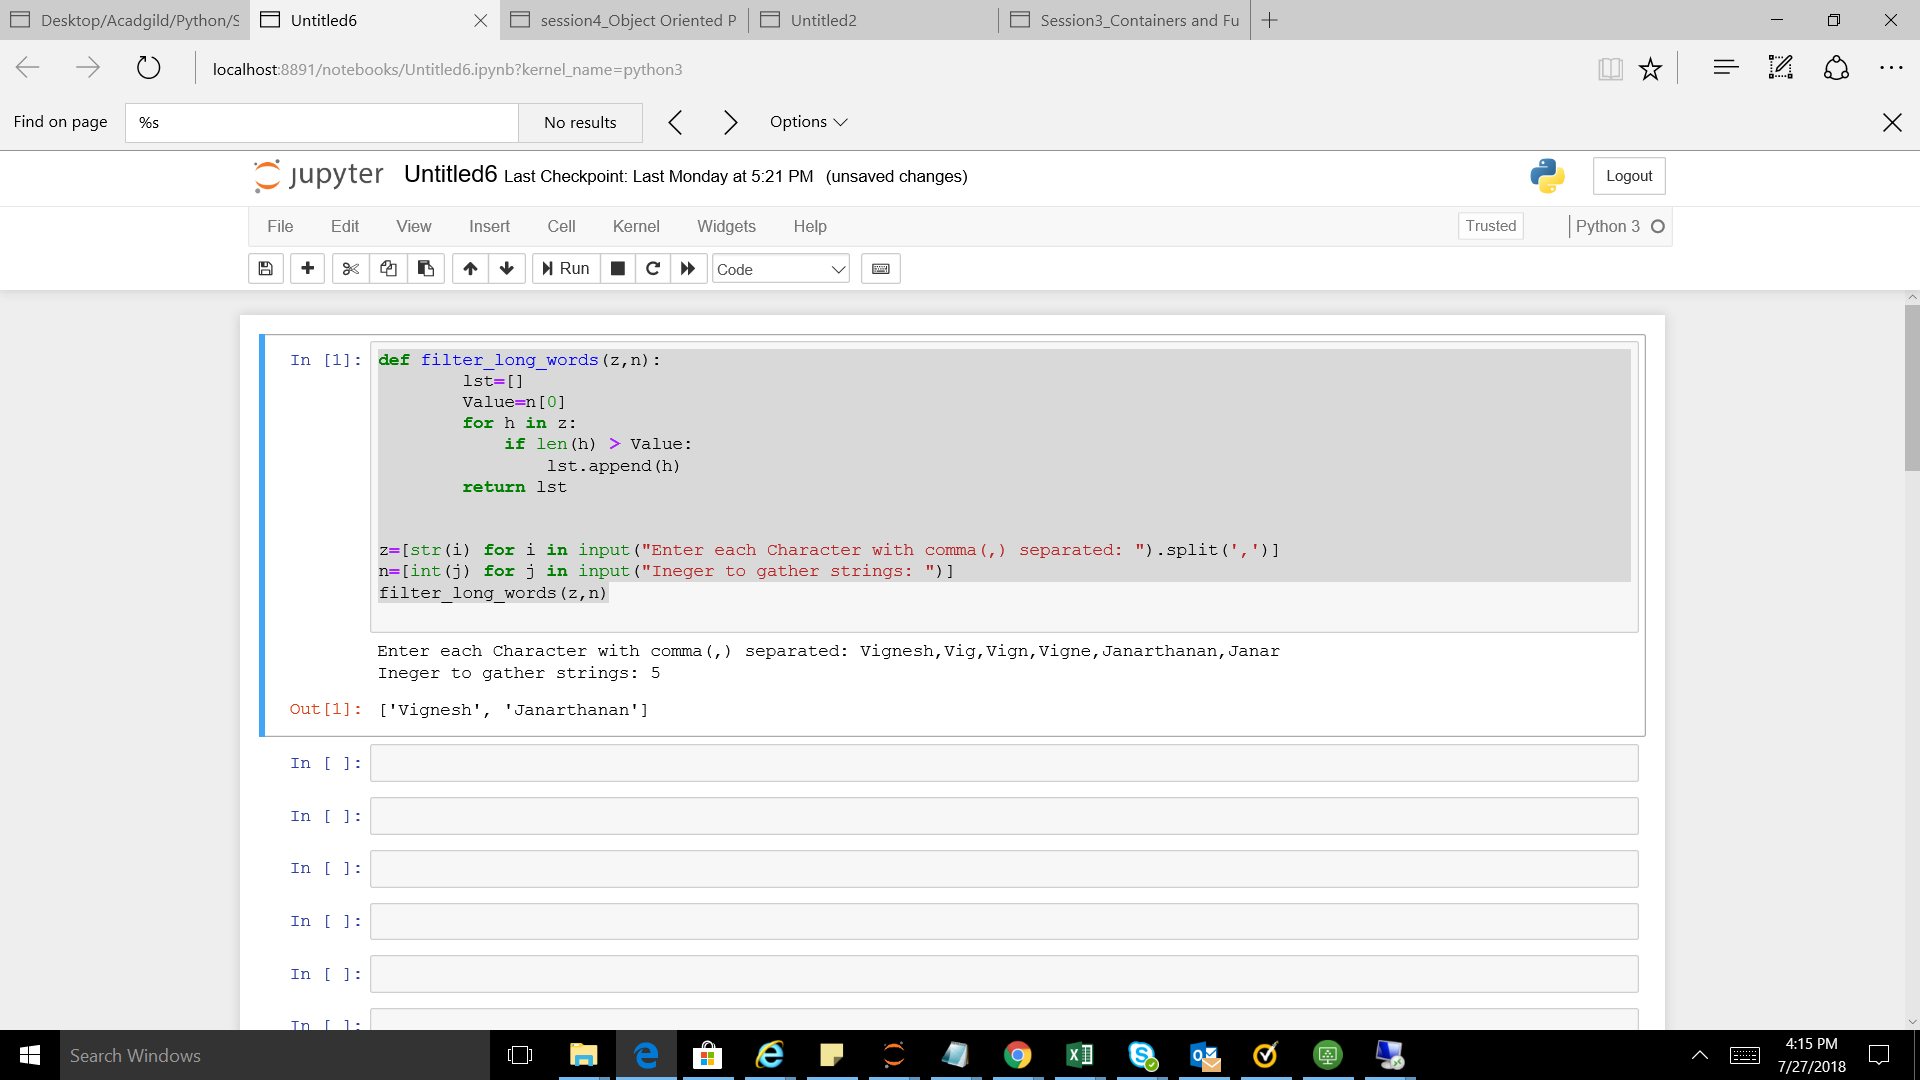 Desktop/Acadgild/Python/S
Untitled6
session4_Object Oriented P
Untitled2
Session3_Containers and Fu
localhost:8891/notebooks/Untitled6.ipynb?kernel_name=python3
Find on page
%s
No results
Options
jupyter
Untitled6 Last Checkpoint: Last Monday at 5:21 PM (unsaved changes)
Logout
File
Edit
View
Insert
Cell
Kernel
Widgets
Help
Trusted
Python 3
Run
Code
In [1]:
def filter_long_words(z,n):
        lst=[]
        Value=n[0]
        for h in z:
            if len(h) > Value:
                lst.append(h)
        return lst
z=[str(i) for i in input("Enter each Character with comma(,) separated: ").split(',')]
n=[int(j) for j in input("Ineger to gather strings: ")]
filter_long_words(z,n)
Enter each Character with comma(,) separated: Vignesh,Vig,Vign,Vigne,Janarthanan,Janar
Ineger to gather strings: 5
Out[1]: ['Vignesh', 'Janarthanan']
In [ ]:
In [ ]:
In [ ]:
In [ ]:
In [ ]:
In [ ]:
Search Windows
4:15 PM
7/27/2018